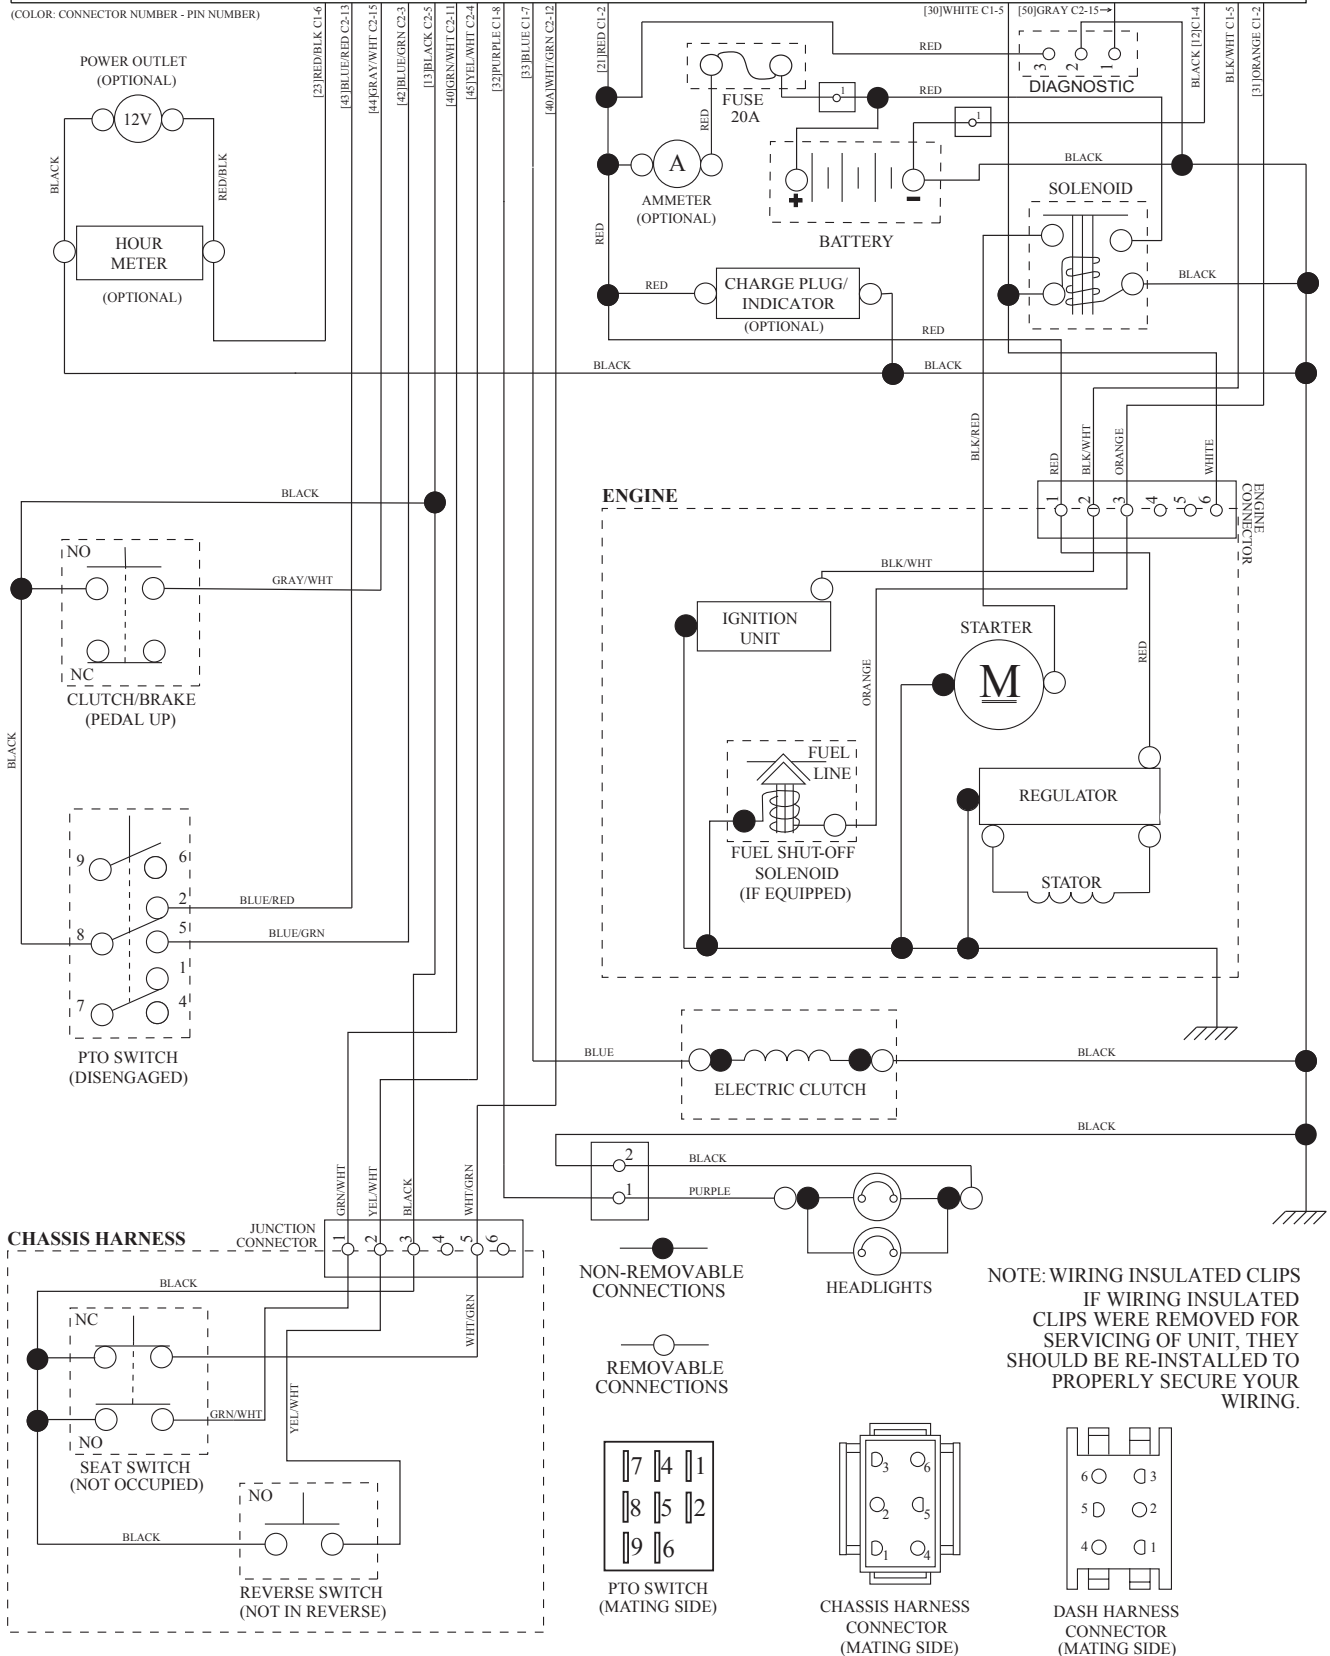 (COLOR: CONNECTOR NUMBER - PIN NUMBER)
[23]RED/BLK C1-6
[43]BLUE/RED C2-13
[44]GRAY/WHT C2-15
[42]BLUE/GRN C2-3
[13]BLACK C2-5
[40]GRN/WHT C2-11
[45]YEL/WHT C2-4
[32]PURPLE C1-8
[33]BLUE C1-7
[40A]WHT/GRN C2-12
[21]RED C1-2
[30]WHITE C1-5
[50]GRAY C2-15
BLACK [12]C1-4
BLK/WHT C1-5
[31]ORANGE C1-2
POWER OUTLET
(OPTIONAL)
12V
BLACK
RED/BLK
HOUR
METER
(OPTIONAL)
RED
FUSE
20A
RED
1
RED
1
3
2
1
DIAGNOSTIC
A
AMMETER
(OPTIONAL)
+
-
BATTERY
BLACK
SOLENOID
BLACK
RED
RED
CHARGE PLUG/
INDICATOR
(OPTIONAL)
RED
BLACK
BLACK
BLK/RED
RED
BLK/WHT
ORANGE
WHITE
BLACK
NO
GRAY/WHT
NC
CLUTCH/BRAKE
(PEDAL UP)
BLACK
ENGINE
1
2
3
4
5
6
ENGINE
CONNECTOR
BLK/WHT
IGNITION
UNIT
STARTER
M
ORANGE
RED
FUEL
LINE
REGULATOR
FUEL SHUT-OFF
SOLENOID
(IF EQUIPPED)
STATOR
9
6
2
BLUE/RED
8
5
BLUE/GRN
1
7
4
PTO SWITCH
(DISENGAGED)
BLUE
BLACK
ELECTRIC CLUTCH
BLACK
2
BLACK
1
PURPLE
HEADLIGHTS
GRN/WHT
YEL/WHT
BLACK
WHT/GRN
CHASSIS HARNESS
JUNCTION
CONNECTOR
1
2
3
4
5
6
BLACK
NC
WHT/GRN
GRN/WHT
YEL/WHT
NO
SEAT SWITCH
(NOT OCCUPIED)
NO
BLACK
REVERSE SWITCH
(NOT IN REVERSE)
NON-REMOVABLE
CONNECTIONS
REMOVABLE
CONNECTIONS
NOTE: WIRING INSULATED CLIPS
IF WIRING INSULATED
CLIPS WERE REMOVED FOR
SERVICING OF UNIT, THEY
SHOULD BE RE-INSTALLED TO
PROPERLY SECURE YOUR
WIRING.
7 4 1
8 5 2
9 6
PTO SWITCH
(MATING SIDE)
3 6
2 5
1 4
CHASSIS HARNESS
CONNECTOR
(MATING SIDE)
6 3
5 2
4 1
DASH HARNESS
CONNECTOR
(MATING SIDE)